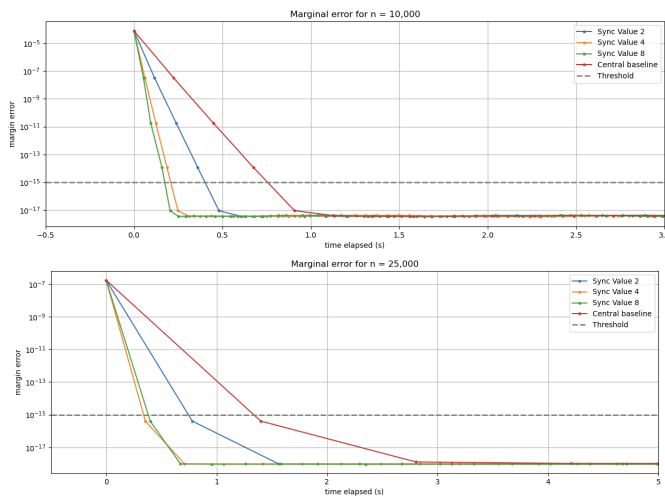 Marginal error for n = 10,000
margin error
10⁻⁵
10⁻⁷
10⁻⁹
10⁻¹¹
10⁻¹³
10⁻¹⁵
10⁻¹⁷
Sync Value 2
Sync Value 4
Sync Value 8
Central baseline
Threshold
−0.5 0.0 0.5 1.0 1.5 2.0 2.5 3.
time elapsed (s)
Marginal error for n = 25,000
margin error
10⁻⁷
10⁻⁹
10⁻¹¹
10⁻¹³
10⁻¹⁵
10⁻¹⁷
Sync Value 2
Sync Value 4
Sync Value 8
Central baseline
Threshold
0 1 2 3 4 5
time elapsed (s)